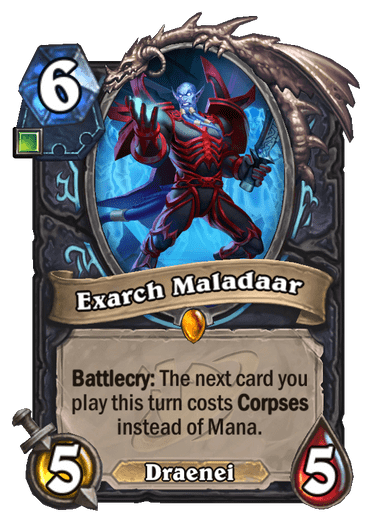 6
Exarch Maladaar
Battlecry: The next card you
play this turn costs Corpses
instead of Mana.
5
Draenei
5